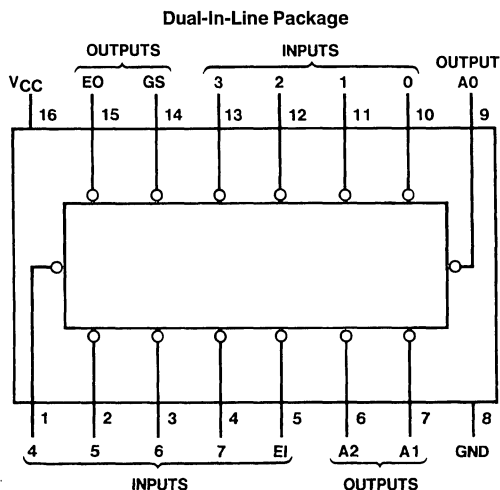 Dual-In-Line Package
OUTPUTS INPUTS OUTPUT
VCC EO GS 3 2 1 0 A0
16 15 14 13 12 11 10 9
1 2 3 4 5 6 7 8
4 5 6 7 EI A2 A1 GND
INPUTS OUTPUTS